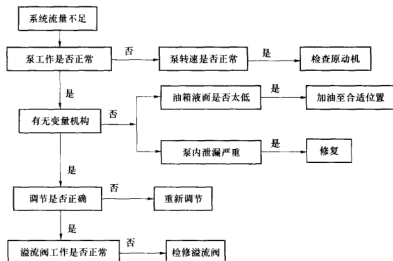 系统流量不足
泵工作是否正常
否
泵转速是否正常
是
检查原动机
是
有无变量机构
否
油箱液面是否太低
是
加油至合适位置
泵内泄漏严重
是
修复
是
调节是否正确
否
重新调节
是
溢流阀工作是否正常
否
检修溢流阀